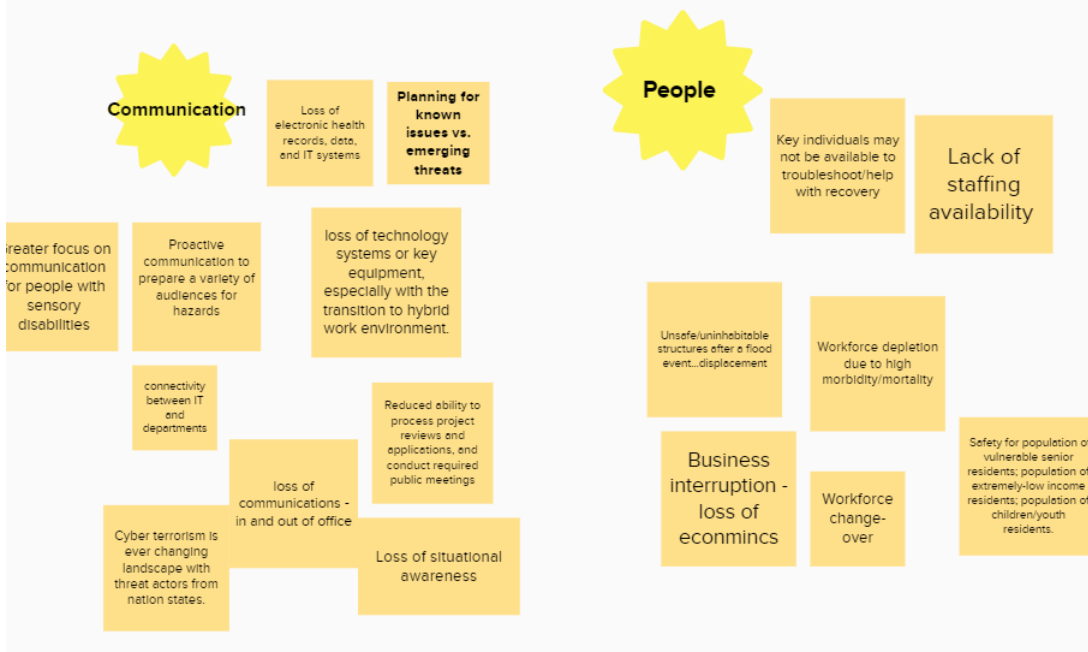 Communication
Loss of
electronic health
records, data,
and IT systems
Planning for
known
issues vs.
emerging
threats
reater focus on
communication
for people with
sensory
disabilities
Proactive
communication to
prepare a variety of
audiences for
hazards
loss of technology
systems or key
equipment,
especially with the
transition to hybrid
work environment.
connectivity
between IT
and
departments
Reduced ability to
process project
reviews and
applications, and
conduct required
public meetings
loss of
communications -
in and out of office
Cyber terrorism is
ever changing
landscape with
threat actors from
nation states.
Loss of situational
awareness
People
Key individuals may
not be available to
troubleshoot/help
with recovery
Lack of
staffing
availability
Unsafe/uninhabitable
structures after a flood
event...displacement
Workforce depletion
due to high
morbidity/mortality
Business
interruption -
loss of
econmincs
Workforce
change-
over
Safety for population of
vulnerable senior
residents; population of
extremely-low income
residents; population of
children/youth
residents.